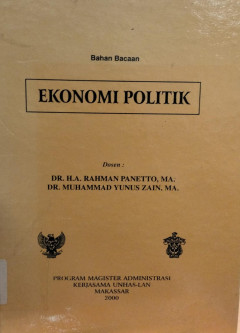 Bahan Bacaan
EKONOMI POLITIK
Dosen :
DR. H.A. RAHMAN PANETTO, MA.
DR. MUHAMMAD YUNUS ZAIN, MA.
PROGRAM MAGISTER ADMINISTRASI
KERJASAMA UNHAS-LAN
MAKASSAR
2000